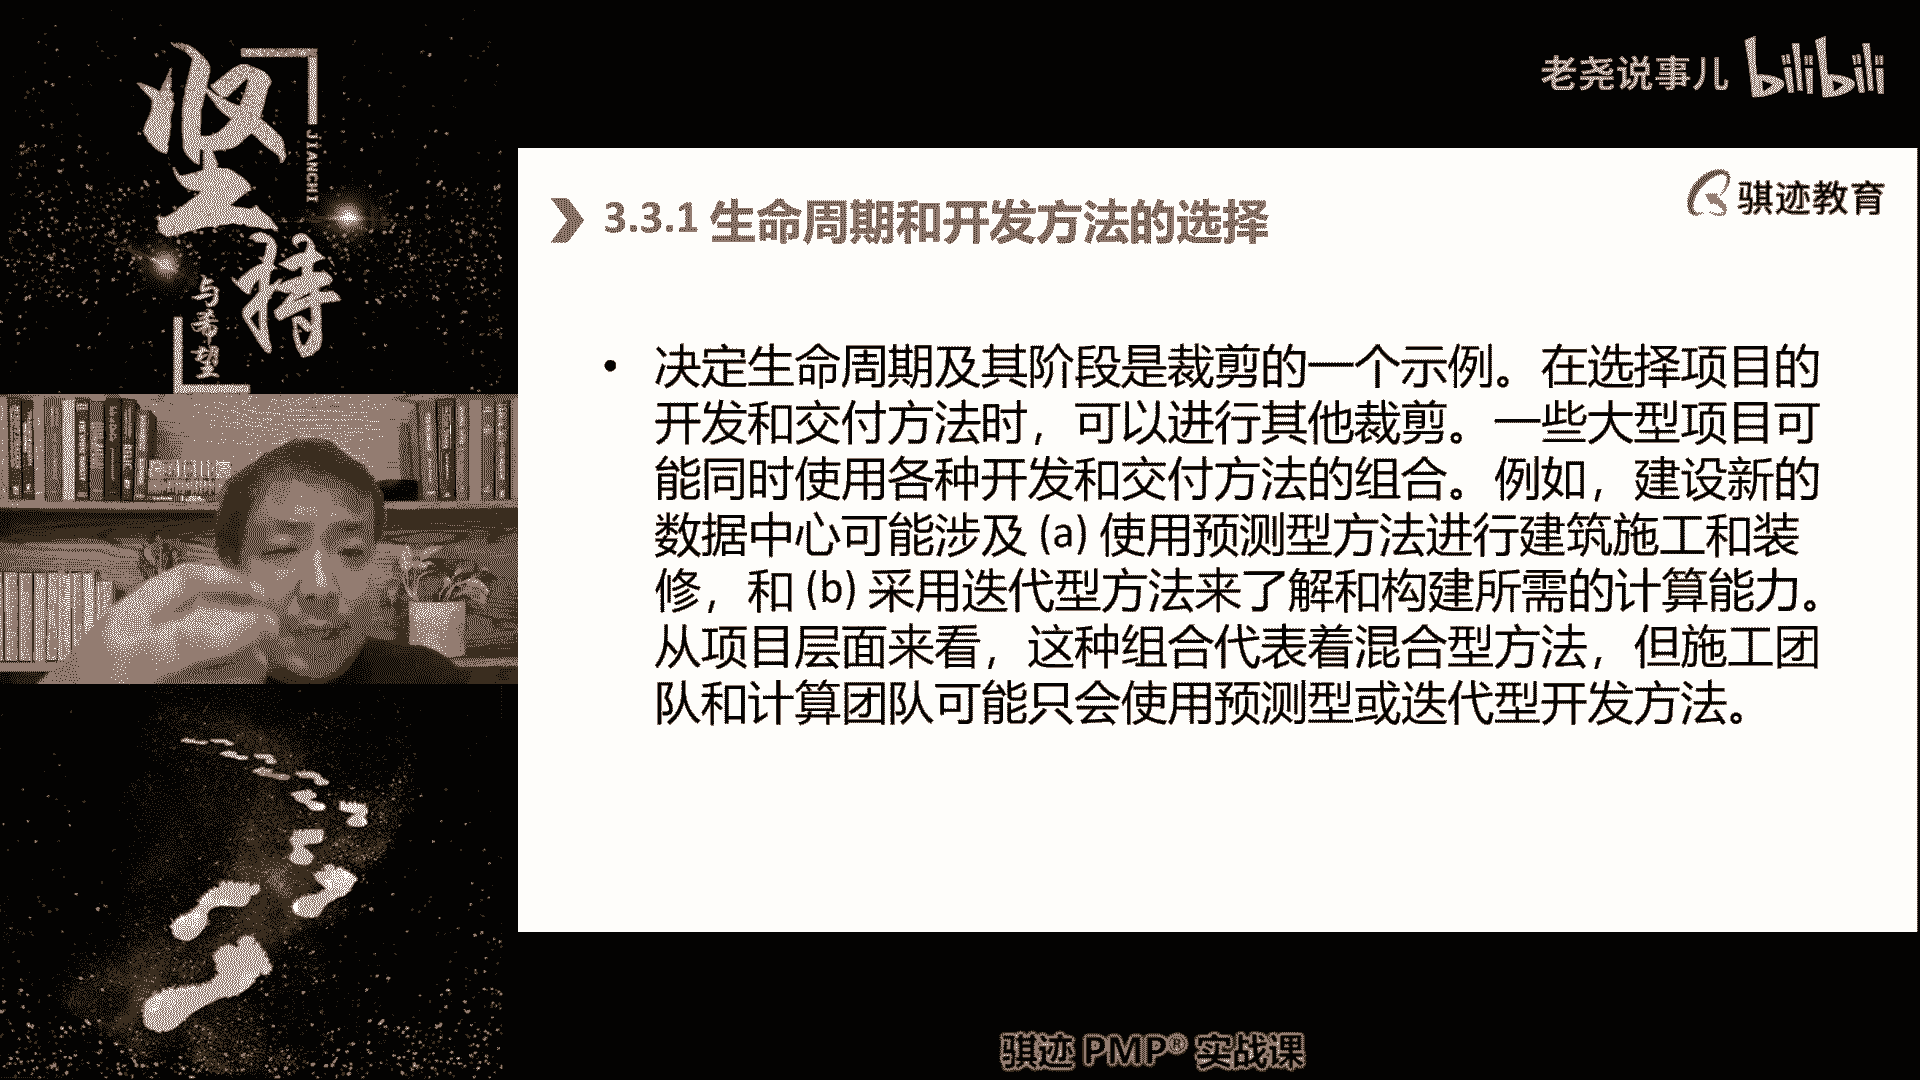 坚持
JIANCHI
与希望
老尧说事儿 bilibili
骐迹教育
3.3.1 生命周期和开发方法的选择
• 决定生命周期及其阶段是裁剪的一个示例。在选择项目的
开发和交付方法时，可以进行其他裁剪。一些大型项目可
能同时使用各种开发和交付方法的组合。例如，建设新的
数据中心可能涉及 (a) 使用预测型方法进行建筑施工和装
修，和 (b) 采用迭代型方法来了解和构建所需的计算能力。
从项目层面来看，这种组合代表着混合型方法，但施工团
队和计算团队可能只会使用预测型或迭代型开发方法。
骐迹 PMP® 实战课